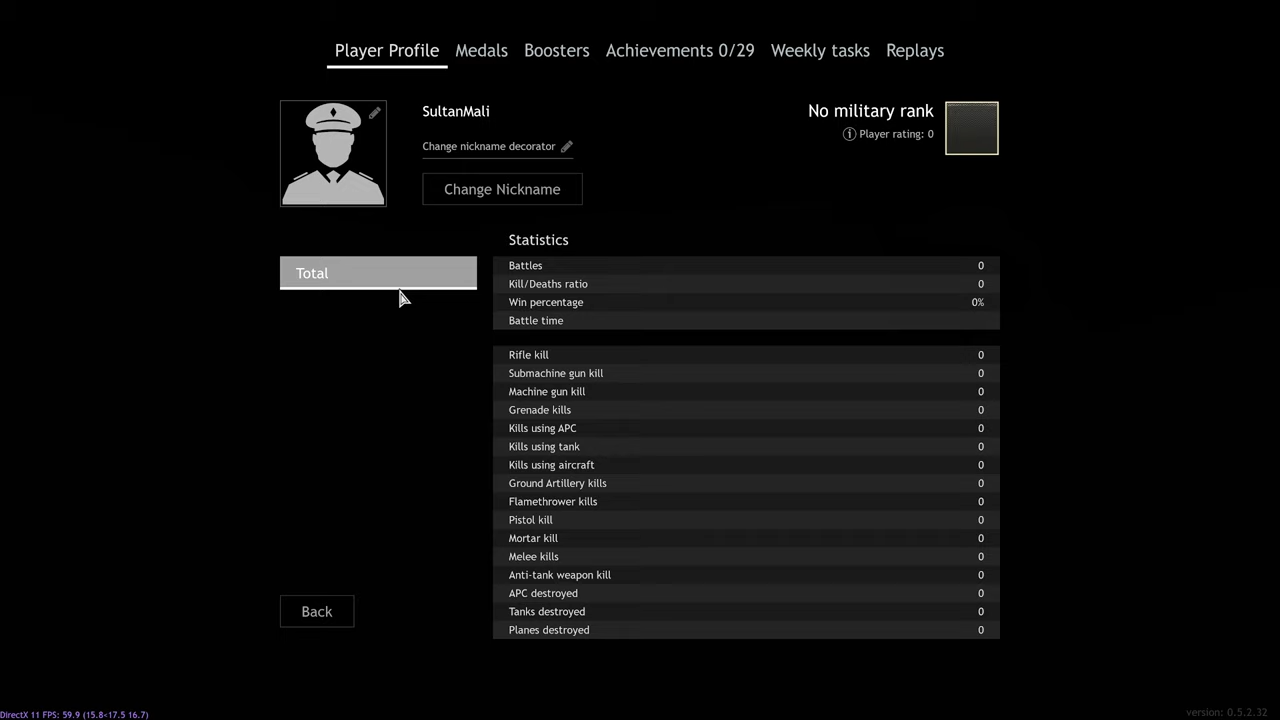 Player Profile Medals Boosters Achievements 0/29 Weekly tasks Replays
SultanMali
Change nickname decorator
Change Nickname
No military rank
Player rating: 0
Total
Statistics
Battles 0
Kill/Deaths ratio 0
Win percentage 0%
Battle time
Rifle kill 0
Submachine gun kill 0
Machine gun kill 0
Grenade kills 0
Kills using APC 0
Kills using tank 0
Kills using aircraft 0
Ground Artillery kills 0
Flamethrower kills 0
Pistol kill 0
Mortar kill 0
Melee kills 0
Anti-tank weapon kill 0
APC destroyed 0
Tanks destroyed 0
Planes destroyed 0
Back
DirectX 11 FPS: 59.9 (15.8<17.5 16.7)
version: 0.5.2.32